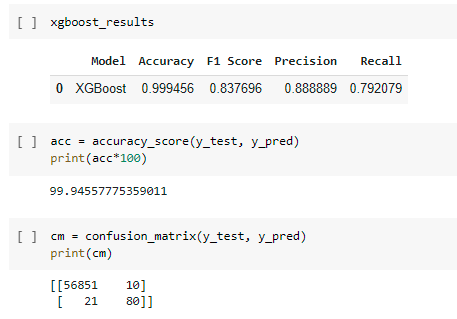 [ ] xgboost_results
Model Accuracy F1 Score Precision Recall
0 XGBoost 0.999456 0.837696 0.888889 0.792079
[ ] acc = accuracy_score(y_test, y_pred)
print(acc*100)
99.94557775359011
[ ] cm = confusion_matrix(y_test, y_pred)
print(cm)
[[56851 10]
[ 21 80]]